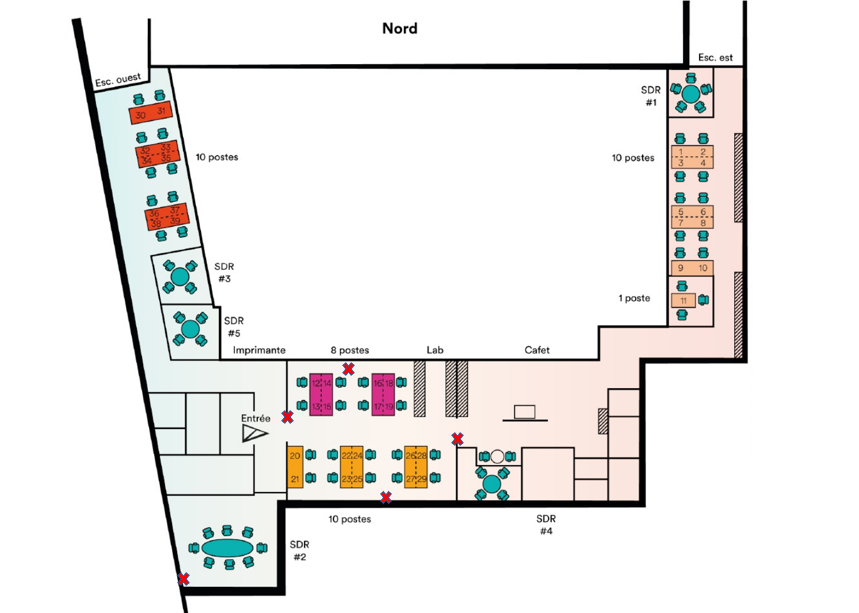 Nord
Esc. ouest
Esc. est
SDR
#1
30 31
32 33
34 35
10 postes
10 postes
1 2
3 4
36 37
38 39
5 6
7 8
SDR
#3
9 10
1 poste
11
SDR
#5
Imprimante
8 postes
Lab
Cafet
12 14
16 18
13 15
17 19
Entrée
20
22 24
26 28
21
23 25
27 29
10 postes
SDR
#4
SDR
#2